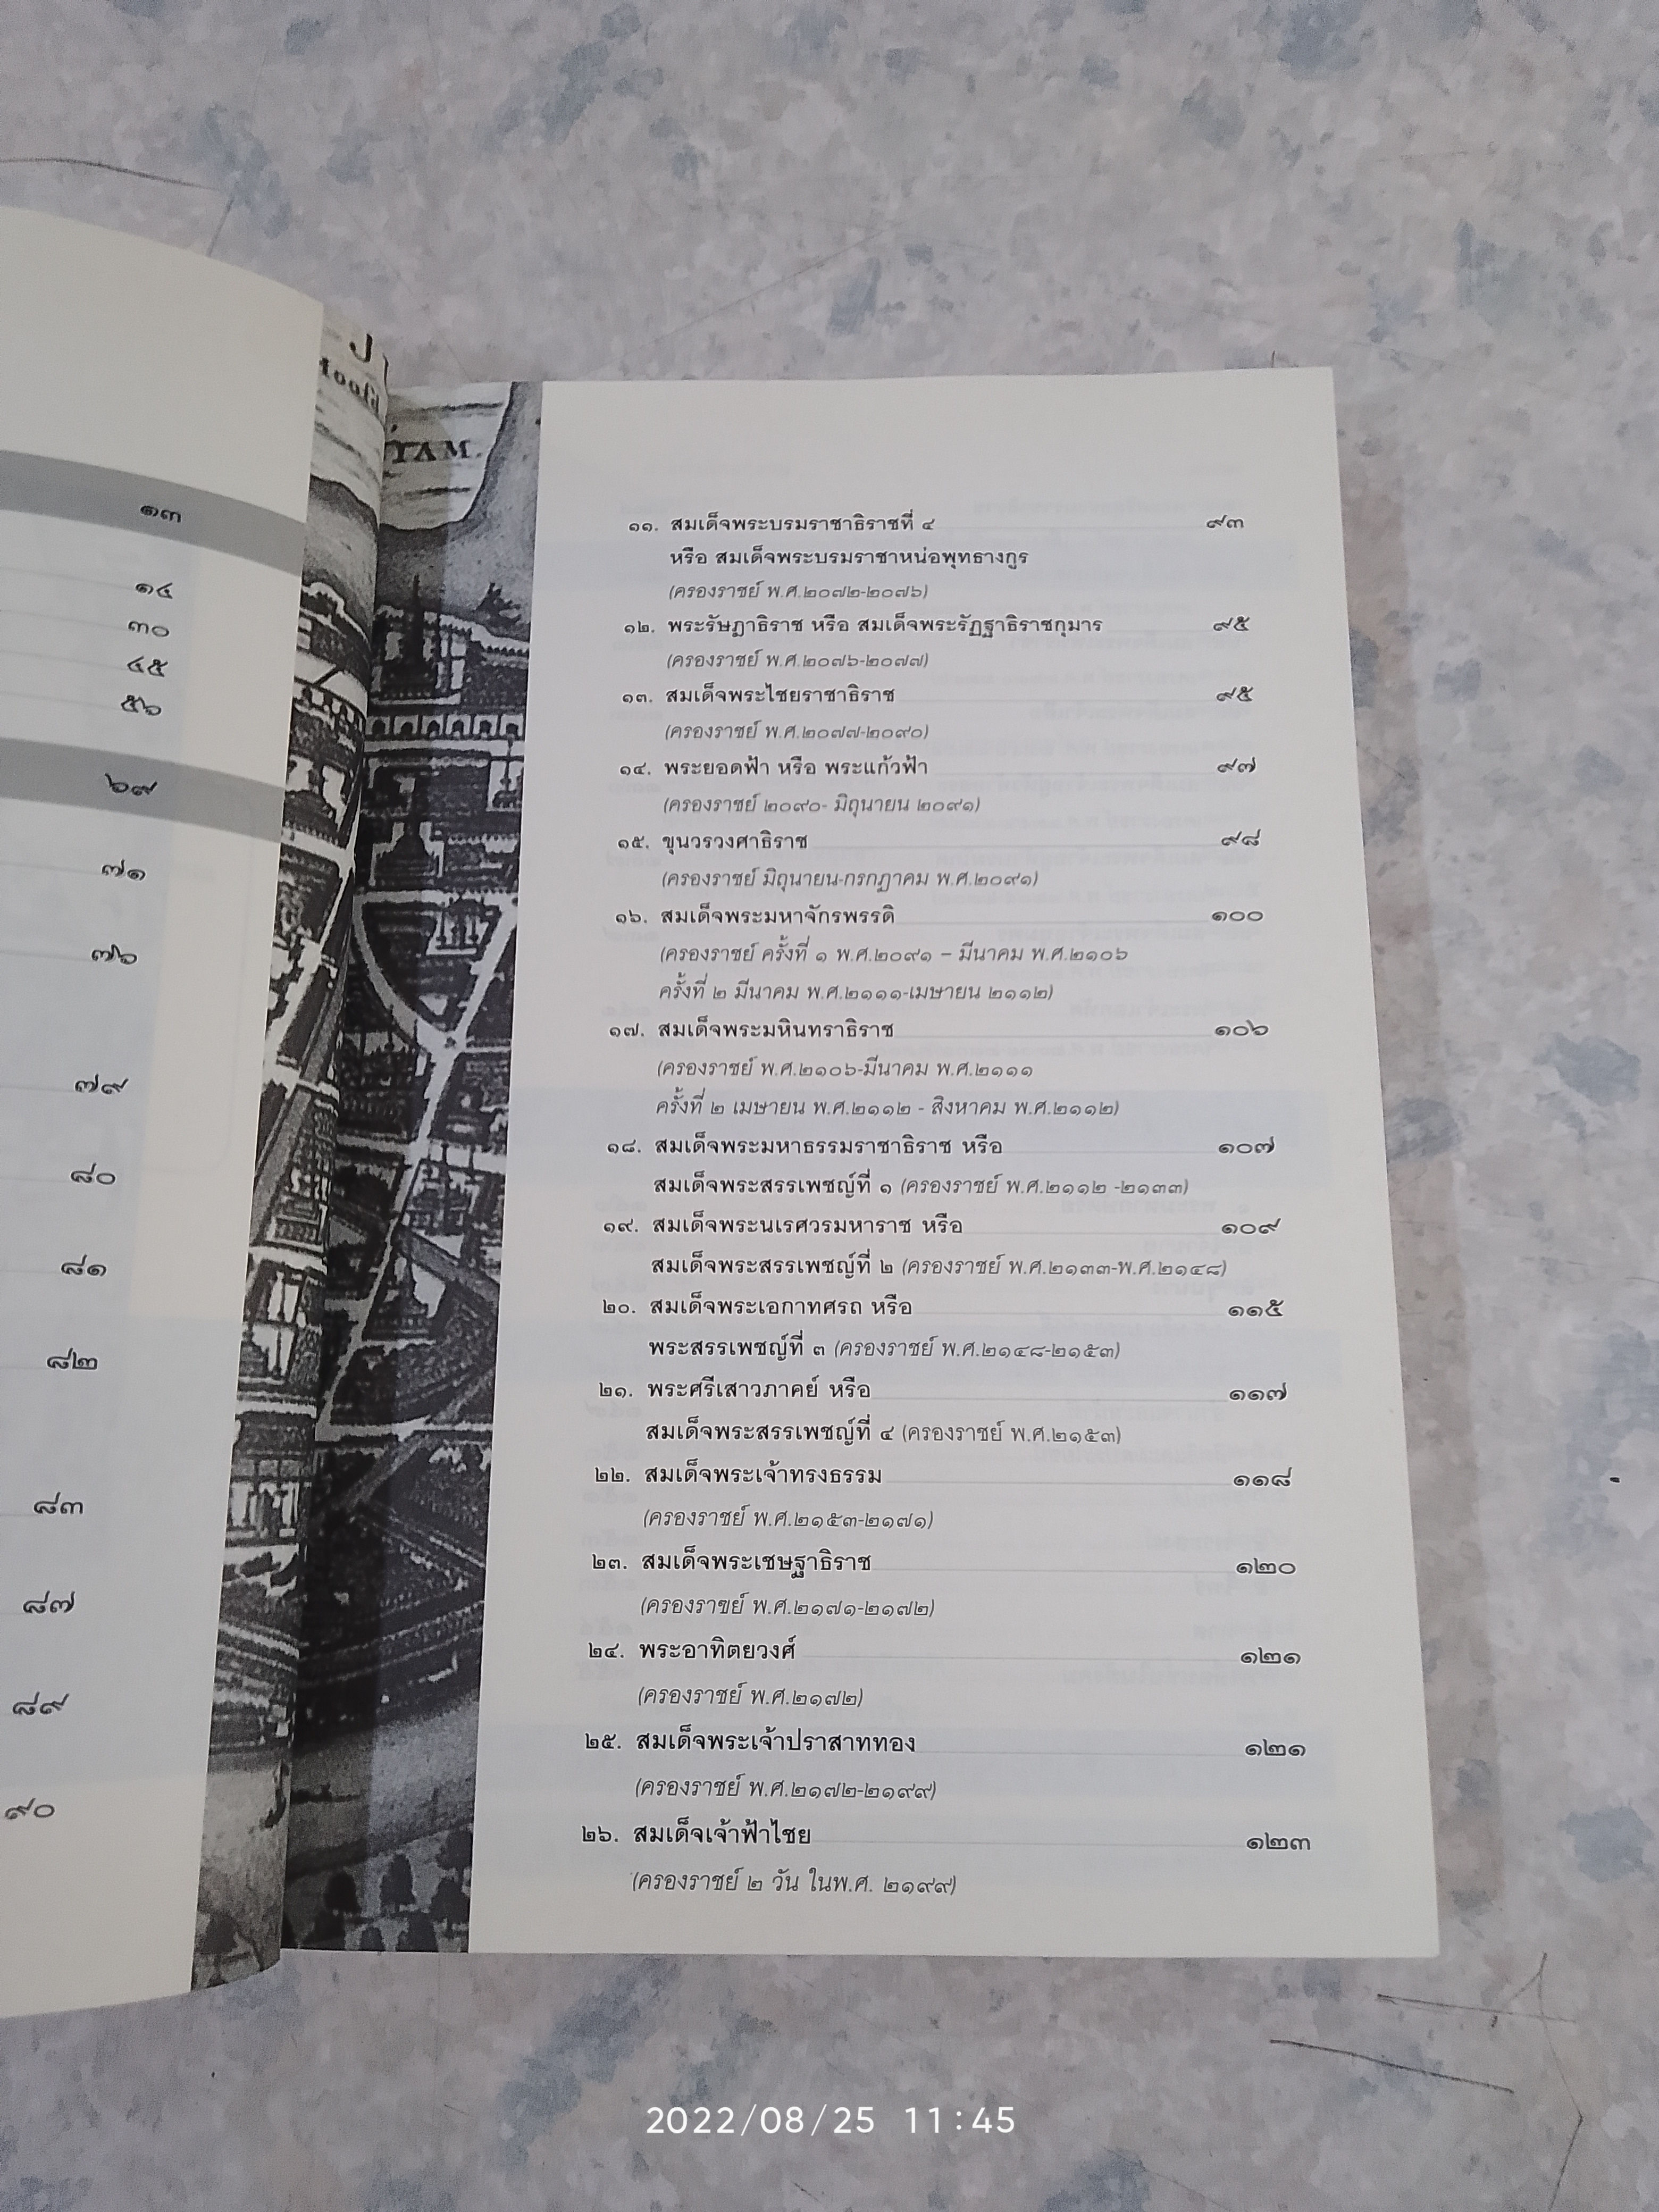 ๑๓
๑๔
๓๐
๔๕
๕๖
๖๙
๗๑
๗๖
๗๙
๘๐
๘๑
๘๒
๘๓
๘๗
๘๙
๙๐
๑๑. สมเด็จพระบรมราชาธิราชที่ ๔ ๙๓
หรือ สมเด็จพระบรมราชาหน่อพุทธางกูร
(ครองราชย์ พ.ศ.๒๐๗๒-๒๐๗๖)
๑๒. พระรัษฎาธิราช หรือ สมเด็จพระรัฏฐาธิราชกุมาร ๙๕
(ครองราชย์ พ.ศ.๒๐๗๖-๒๐๗๗)
๑๓. สมเด็จพระไชยราชาธิราช ๙๕
(ครองราชย์ พ.ศ.๒๐๗๗-๒๐๙๐)
๑๔. พระยอดฟ้า หรือ พระแก้วฟ้า ๙๗
(ครองราชย์ ๒๐๙๐- มิถุนายน ๒๐๙๑)
๑๕. ขุนวรวงศาธิราช ๙๘
(ครองราชย์ มิถุนายน-กรกฎาคม พ.ศ.๒๐๙๑)
๑๖. สมเด็จพระมหาจักรพรรดิ ๑๐๐
(ครองราชย์ ครั้งที่ ๑ พ.ศ.๒๐๙๑ – มีนาคม พ.ศ.๒๑๐๖
ครั้งที่ ๒ มีนาคม พ.ศ.๒๑๑๑-เมษายน ๒๑๑๒)
๑๗. สมเด็จพระมหินทราธิราช ๑๐๖
(ครองราชย์ พ.ศ.๒๑๐๖-มีนาคม พ.ศ.๒๑๑๑
ครั้งที่ ๒ เมษายน พ.ศ.๒๑๑๒ - สิงหาคม พ.ศ.๒๑๑๒)
๑๘. สมเด็จพระมหาธรรมราชาธิราช หรือ ๑๐๗
สมเด็จพระสรรเพชญ์ที่ ๑ (ครองราชย์ พ.ศ.๒๑๑๒ -๒๑๓๓)
๑๙. สมเด็จพระนเรศวรมหาราช หรือ ๑๐๙
สมเด็จพระสรรเพชญ์ที่ ๒ (ครองราชย์ พ.ศ.๒๑๓๓-พ.ศ.๒๑๔๘)
๒๐. สมเด็จพระเอกาทศรถ หรือ ๑๑๕
พระสรรเพชญ์ที่ ๓ (ครองราชย์ พ.ศ.๒๑๔๘-๒๑๕๓)
๒๑. พระศรีเสาวภาคย์ หรือ ๑๑๗
สมเด็จพระสรรเพชญ์ที่ ๔ (ครองราชย์ พ.ศ.๒๑๕๓)
๒๒. สมเด็จพระเจ้าทรงธรรม ๑๑๘
(ครองราชย์ พ.ศ.๒๑๕๓-๒๑๗๑)
๒๓. สมเด็จพระเชษฐาธิราช ๑๒๐
(ครองราชย์ พ.ศ.๒๑๗๑-๒๑๗๒)
๒๔. พระอาทิตยวงศ์ ๑๒๑
(ครองราชย์ พ.ศ.๒๑๗๒)
๒๕. สมเด็จพระเจ้าปราสาททอง ๑๒๑
(ครองราชย์ พ.ศ.๒๑๗๒-๒๑๙๙)
๒๖. สมเด็จเจ้าฟ้าไชย ๑๒๓
(ครองราชย์ ๒ วัน ในพ.ศ. ๒๑๙๙)
2022/08/25 11:45